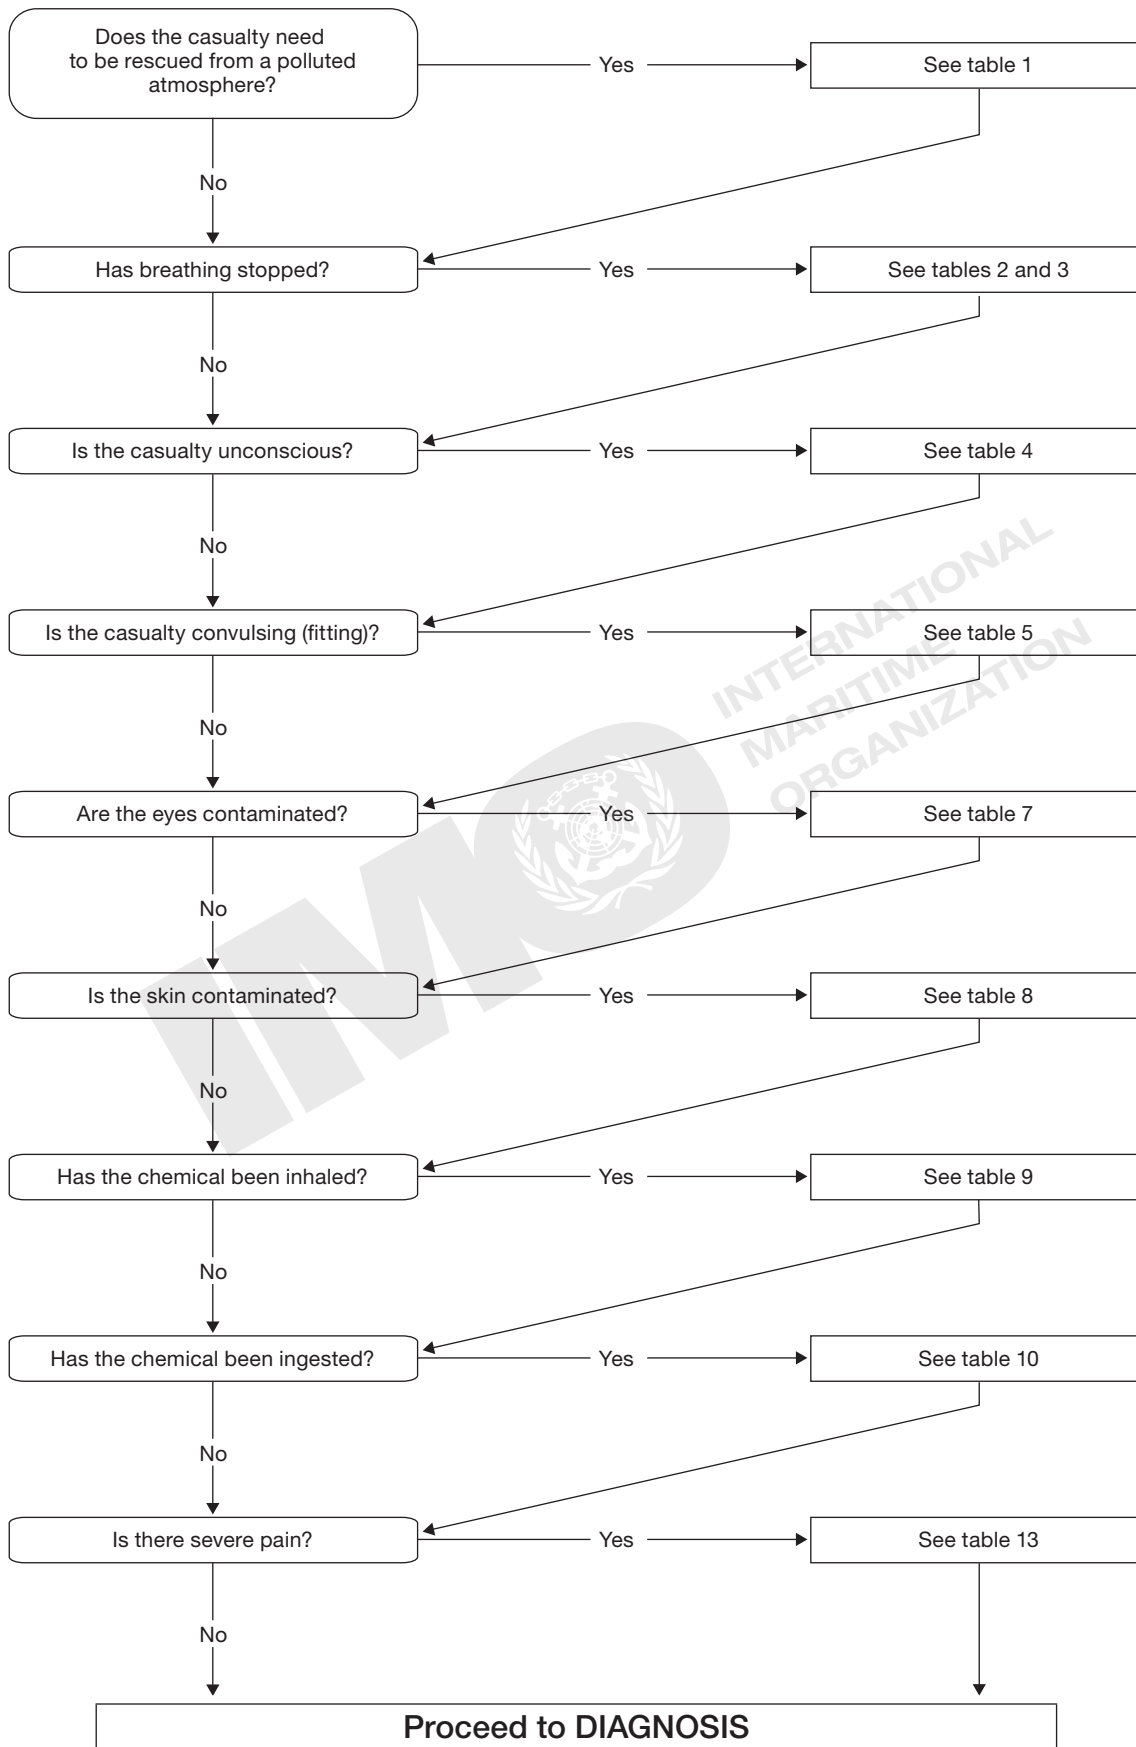 Does the casualty need
to be rescued from a polluted
atmosphere?
Yes
See table 1
No
Has breathing stopped?
Yes
See tables 2 and 3
No
Is the casualty unconscious?
Yes
See table 4
No
Is the casualty convulsing (fitting)?
Yes
See table 5
No
Are the eyes contaminated?
Yes
See table 7
No
Is the skin contaminated?
Yes
See table 8
No
Has the chemical been inhaled?
Yes
See table 9
No
Has the chemical been ingested?
Yes
See table 10
No
Is there severe pain?
Yes
See table 13
No
Proceed to DIAGNOSIS
IMO
INTERNATIONAL
MARITIME
ORGANIZATION